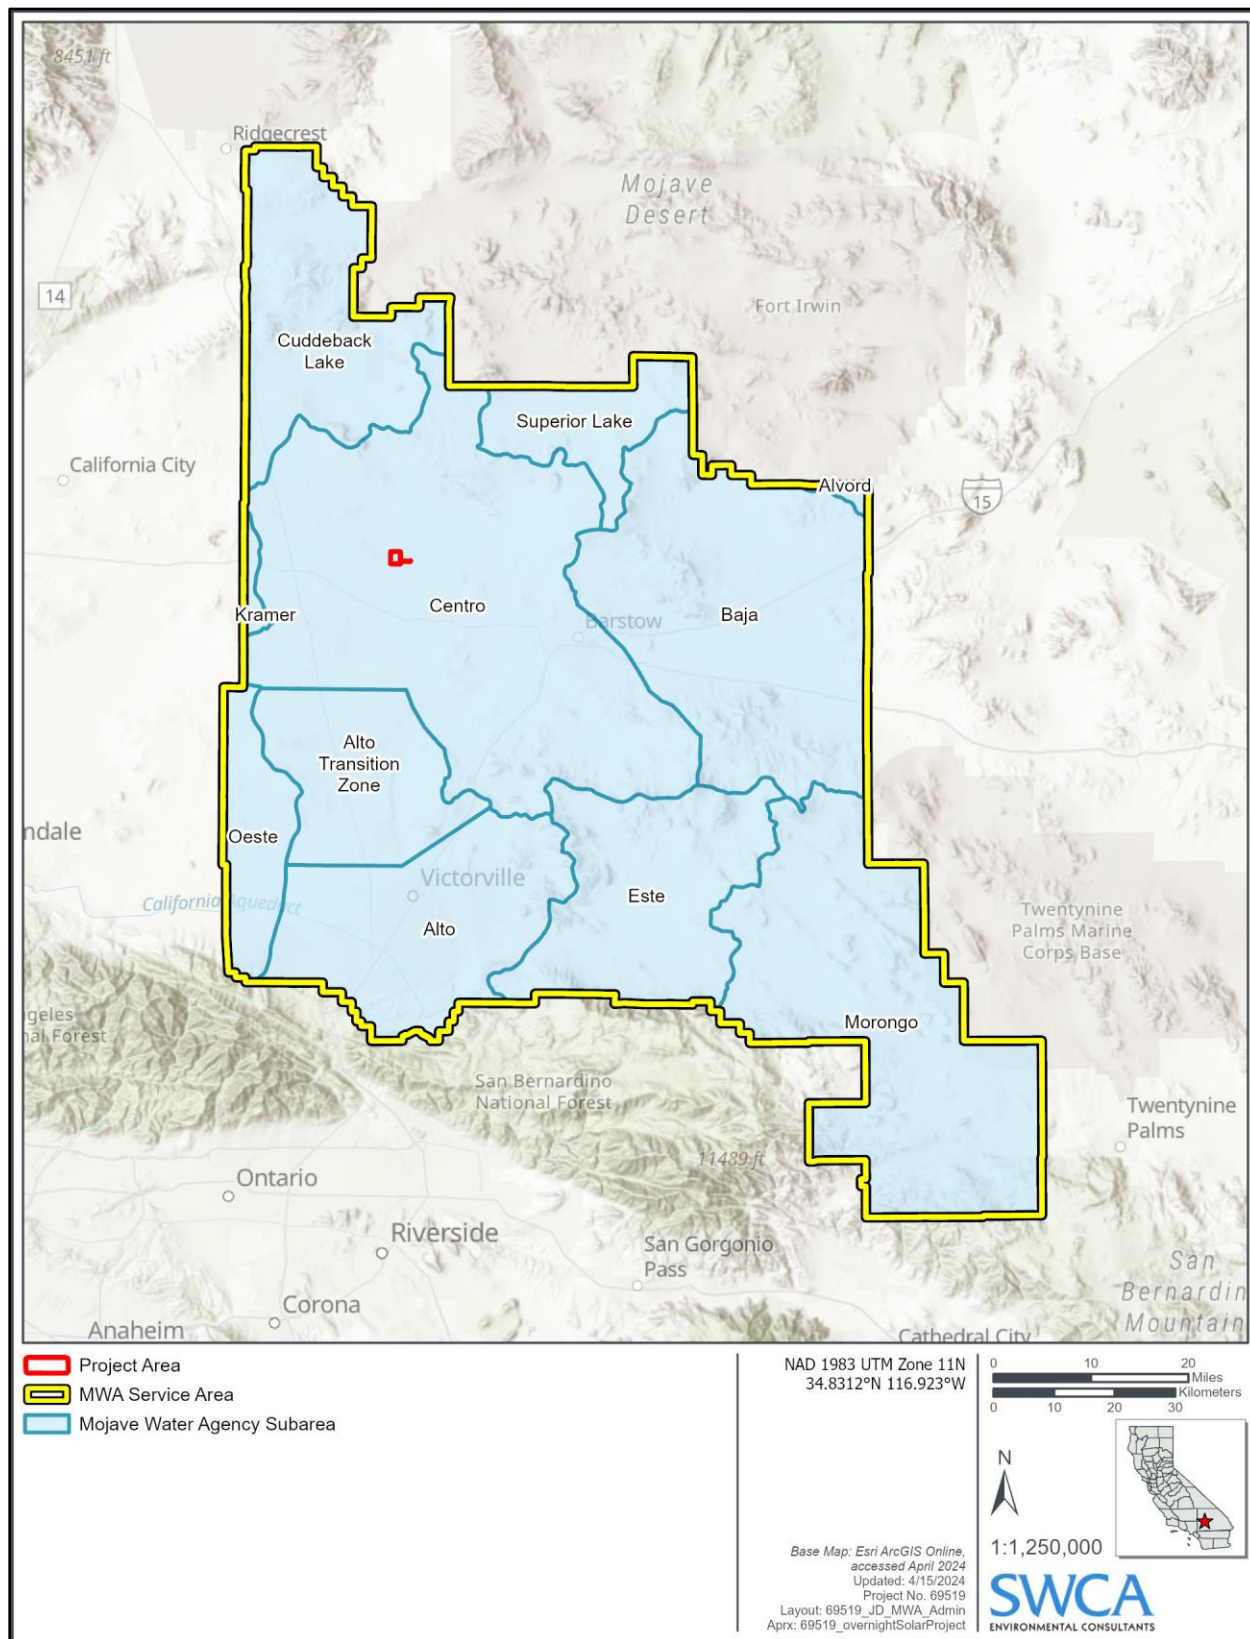 8451 ft
Ridgecrest
Mojave
Desert
14
Fort Irwin
Cuddeback
Lake
Superior Lake
California City
Alvord
15
Kramer
Centro
Barstow
Baja
Alto
Transition
Zone
ndale
Oeste
Victorville
California Aqueduct
Este
Alto
Twentynine
Palms Marine
Corps Base
geles
nal Forest
Morongo
San Bernardino
National Forest
Twentynine
Palms
11489 ft
Ontario
Riverside
San Gorgonio
Pass
San
Bernardin
Mountain
Corona
Anaheim
Cathedral City
Project Area
MWA Service Area
Mojave Water Agency Subarea
NAD 1983 UTM Zone 11N
34.8312°N 116.923°W
0 10 20
Miles
Kilometers
0 10 20 30
N
1:1,250,000
Base Map: Esri ArcGIS Online,
accessed April 2024
Updated: 4/15/2024
Project No. 69519
Layout: 69519_JD_MWA_Admin
Aprx: 69519_overnightSolarProject
SWCA
ENVIRONMENTAL CONSULTANTS